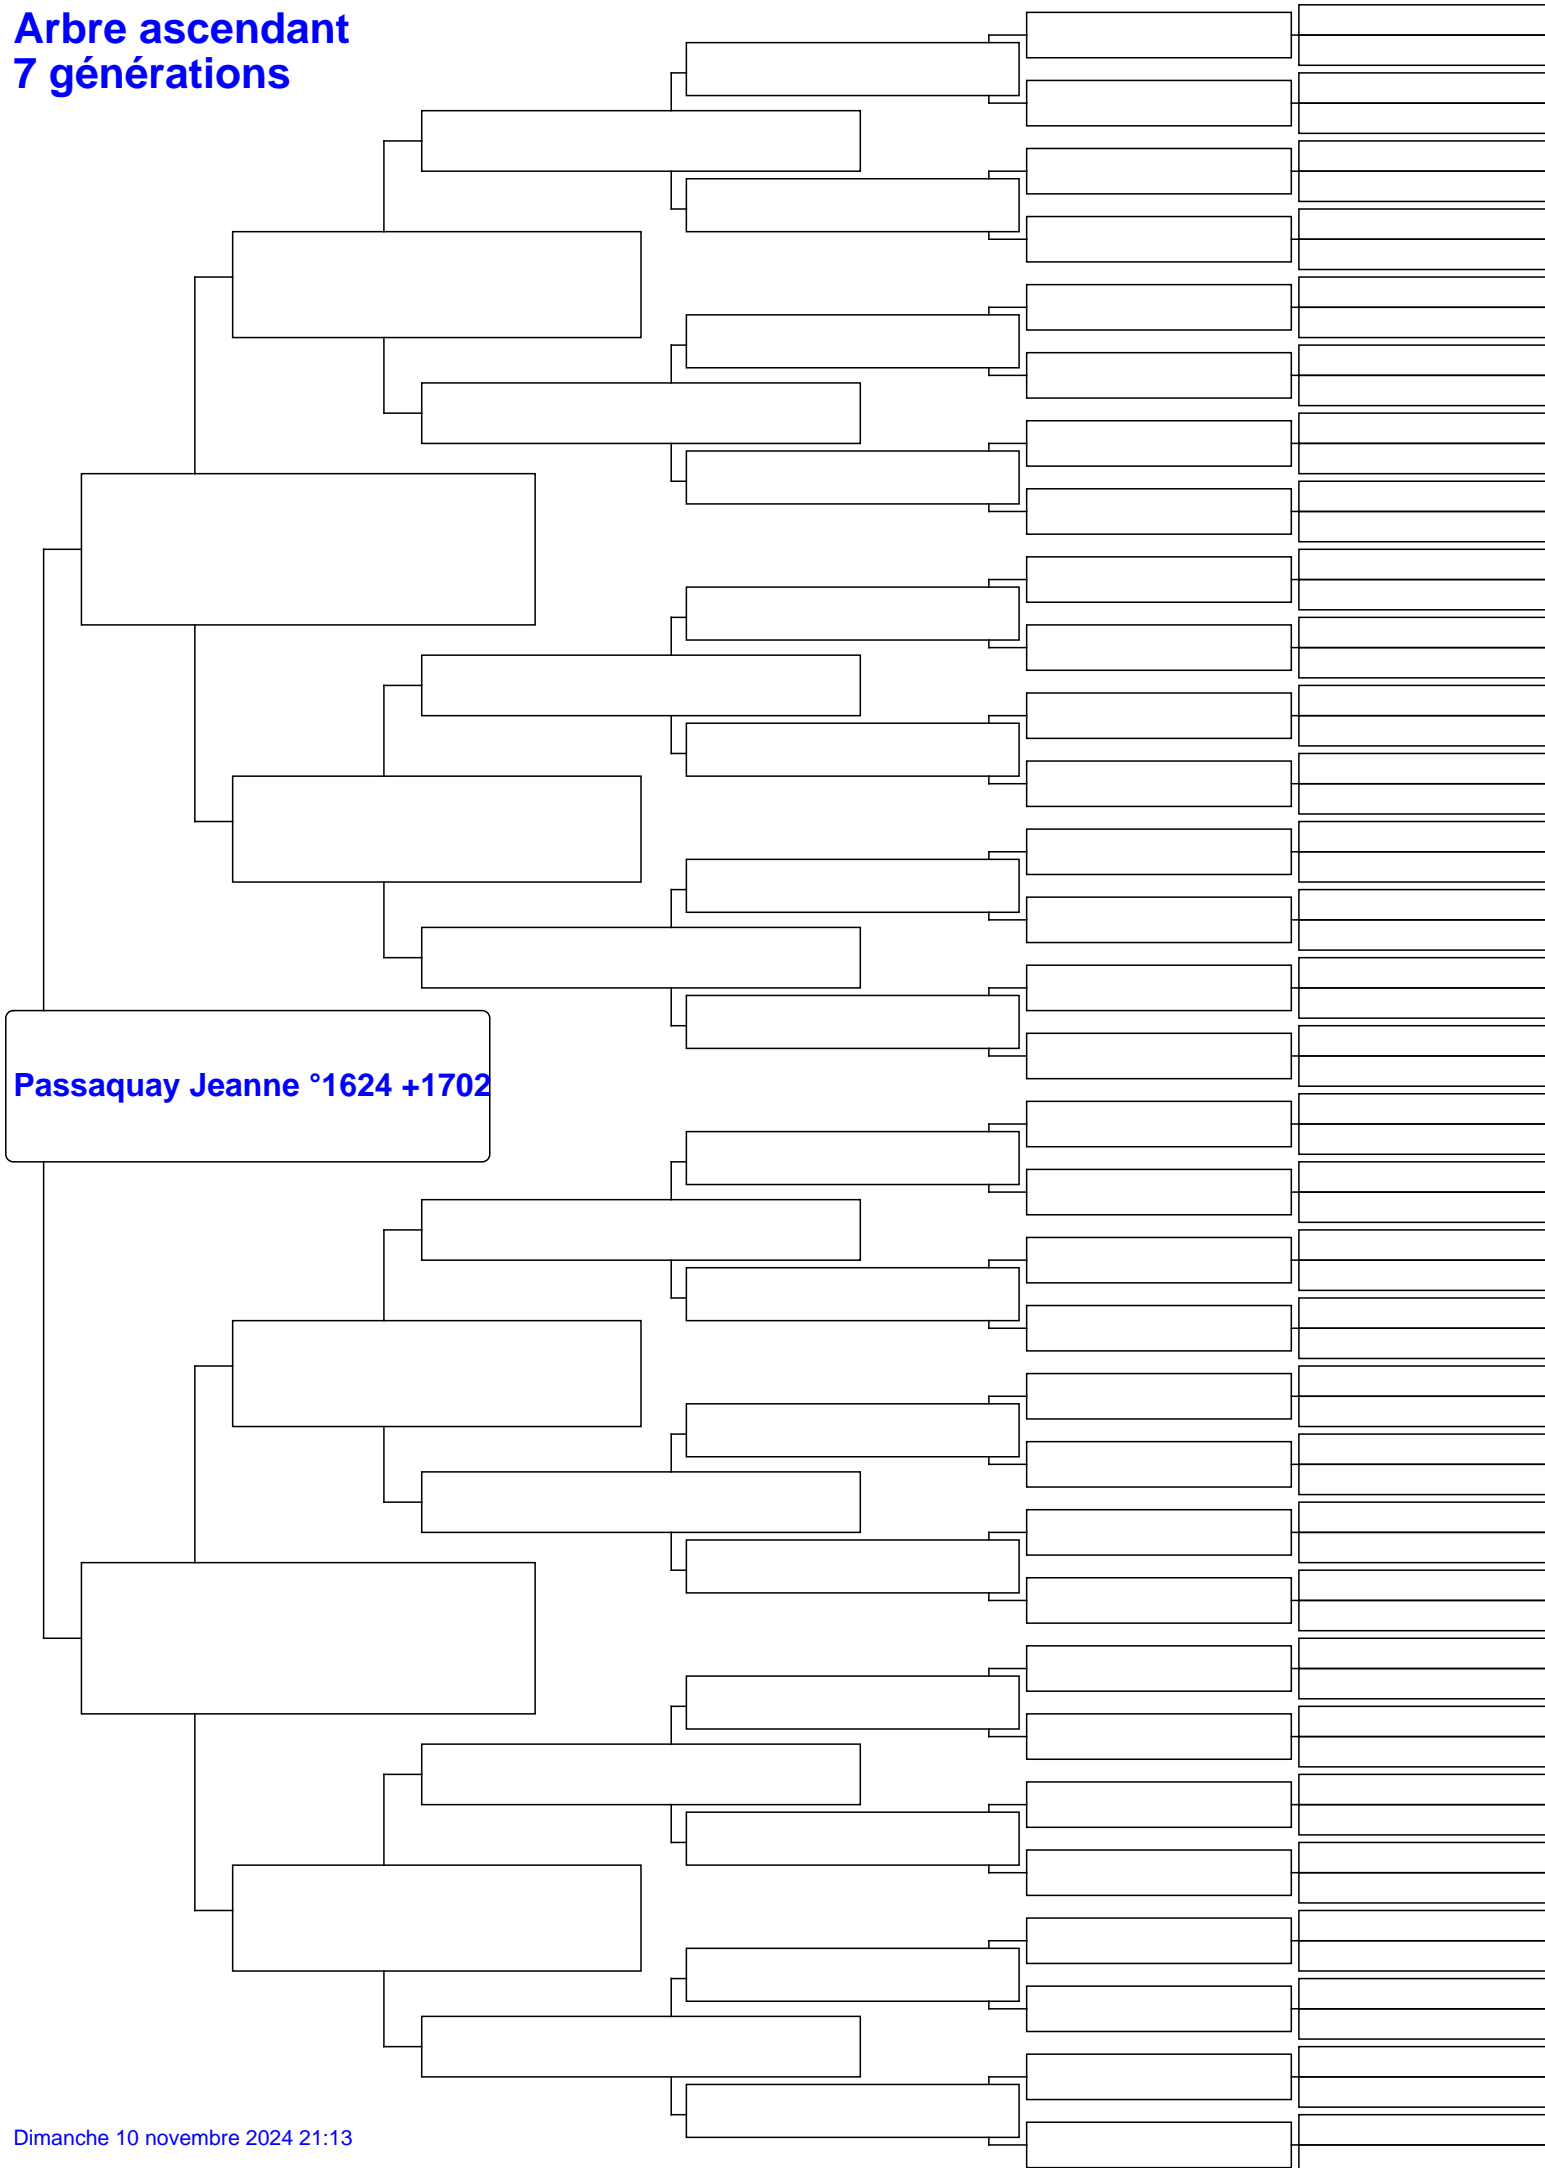 Arbre ascendant
7 générations
Passaquay Jeanne °1624 +1702
Dimanche 10 novembre 2024 21:13